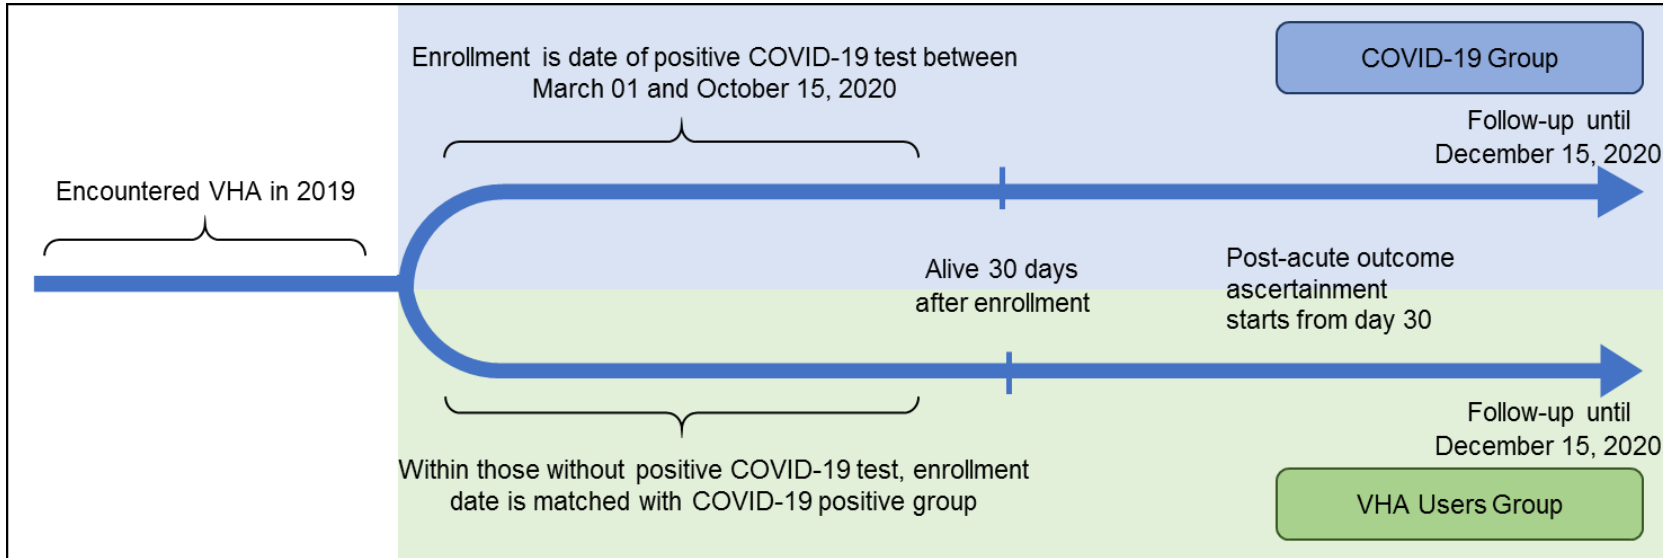 Encountered VHA in 2019
Enrollment is date of positive COVID-19 test between
March 01 and October 15, 2020
COVID-19 Group
Follow-up until
December 15, 2020
Alive 30 days
after enrollment
Post-acute outcome
ascertainment
starts from day 30
Within those without positive COVID-19 test, enrollment
date is matched with COVID-19 positive group
Follow-up until
December 15, 2020
VHA Users Group